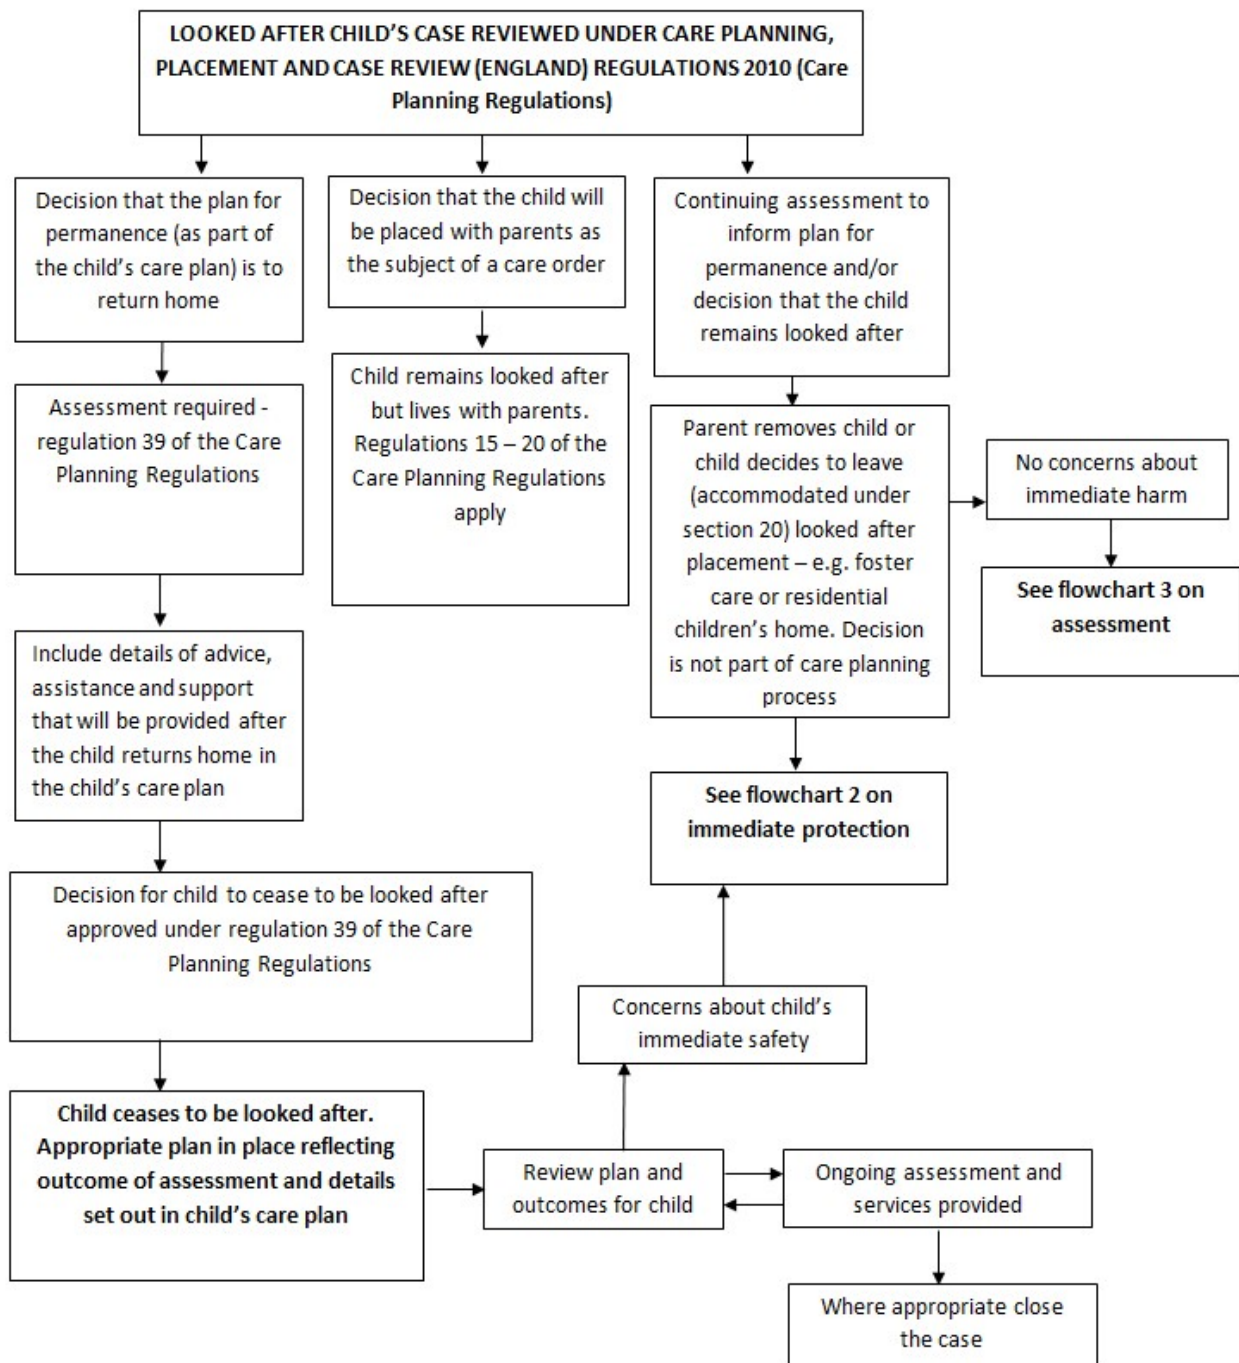 LOOKED AFTER CHILD’S CASE REVIEWED UNDER CARE PLANNING,
PLACEMENT AND CASE REVIEW (ENGLAND) REGULATIONS 2010 (Care
Planning Regulations)
Decision that the plan for
permanence (as part of
the child’s care plan) is to
return home
Decision that the child will
be placed with parents as
the subject of a care order
Continuing assessment to
inform plan for
permanence and/or
decision that the child
remains looked after
Assessment required -
regulation 39 of the Care
Planning Regulations
Child remains looked after
but lives with parents.
Regulations 15 – 20 of the
Care Planning Regulations
apply
Parent removes child or
child decides to leave
(accommodated under
section 20) looked after
placement – e.g. foster
care or residential
children’s home. Decision
is not part of care planning
process
No concerns about
immediate harm
See flowchart 3 on
assessment
Include details of advice,
assistance and support
that will be provided after
the child returns home in
the child’s care plan
See flowchart 2 on
immediate protection
Decision for child to cease to be looked after
approved under regulation 39 of the Care
Planning Regulations
Concerns about child’s
immediate safety
Child ceases to be looked after.
Appropriate plan in place reflecting
outcome of assessment and details
set out in child’s care plan
Review plan and
outcomes for child
Ongoing assessment and
services provided
Where appropriate close
the case